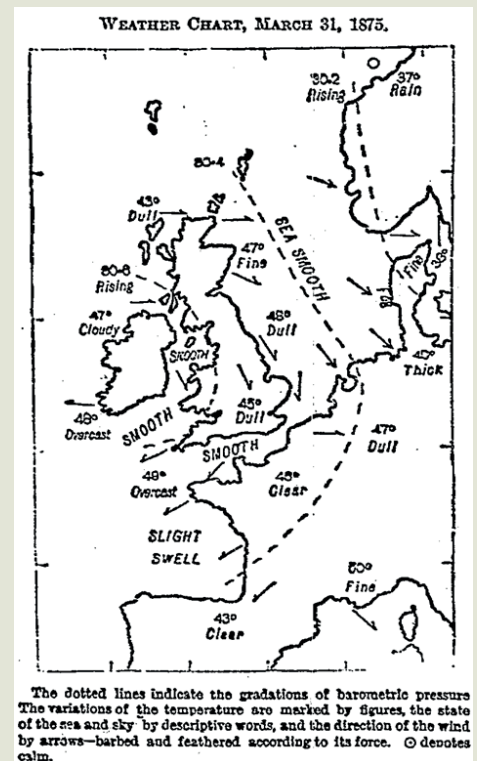 WEATHER CHART, MARCH 31, 1875.
30·2 37°
Rising Rain
30·4
43°
Dull
SEA SMOOTH
47°
Fine
Fine
30·6
Rising
47°
Cloudy
48°
Dull
SMOOTH
45°
Thick
48°
Overcast
SMOOTH
45°
Dull
47°
Dull
SMOOTH
49°
Overcast
Clear
SLIGHT
SWELL
50°
Fine
43°
Clear
The dotted lines indicate the gradations of barometric pressure
The variations of the temperature are marked by figures, the state
of the sea and sky by descriptive words, and the direction of the wind
by arrows—barbed and feathered according to its force. ⊙ denotes
calm.